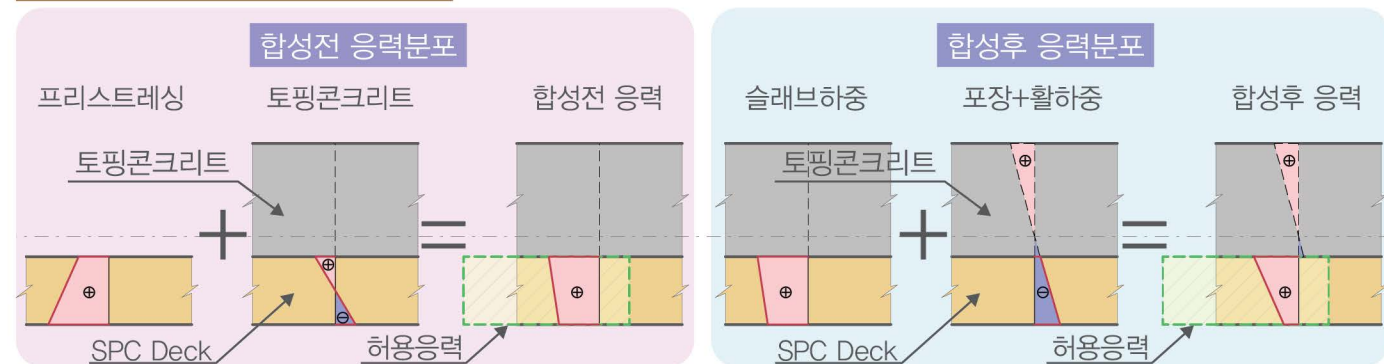 합성전 응력분포
프리스트레싱
토핑콘크리트
합성전 응력
토핑콘크리트
+
=
⊕
⊕
⊖
⊕
SPC Deck
허용응력
합성후 응력분포
슬래브하중
포장+활하중
합성후 응력
토핑콘크리트
⊕
⊕
+
=
⊕
⊖
⊕
SPC Deck
허용응력